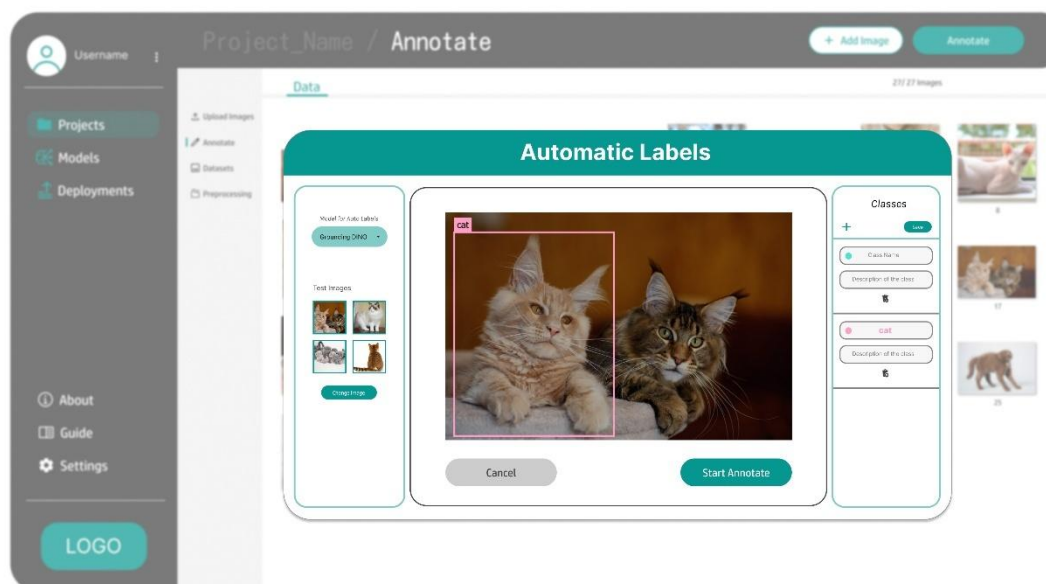 Username
Project_Name / Annotate
+ Add Image
Annotate
Projects
Models
Deployments
About
Guide
Settings
LOGO
Upload Images
Annotate
Datasets
Preprocessing
Data
27/ 27 Images
Automatic Labels
Model for Auto Labels
Grounding DINO
Test Images
Change Image
cat
Cancel
Start Annotate
Classes
+
Class Name
Description of the class
cat
Description of the class
17
25